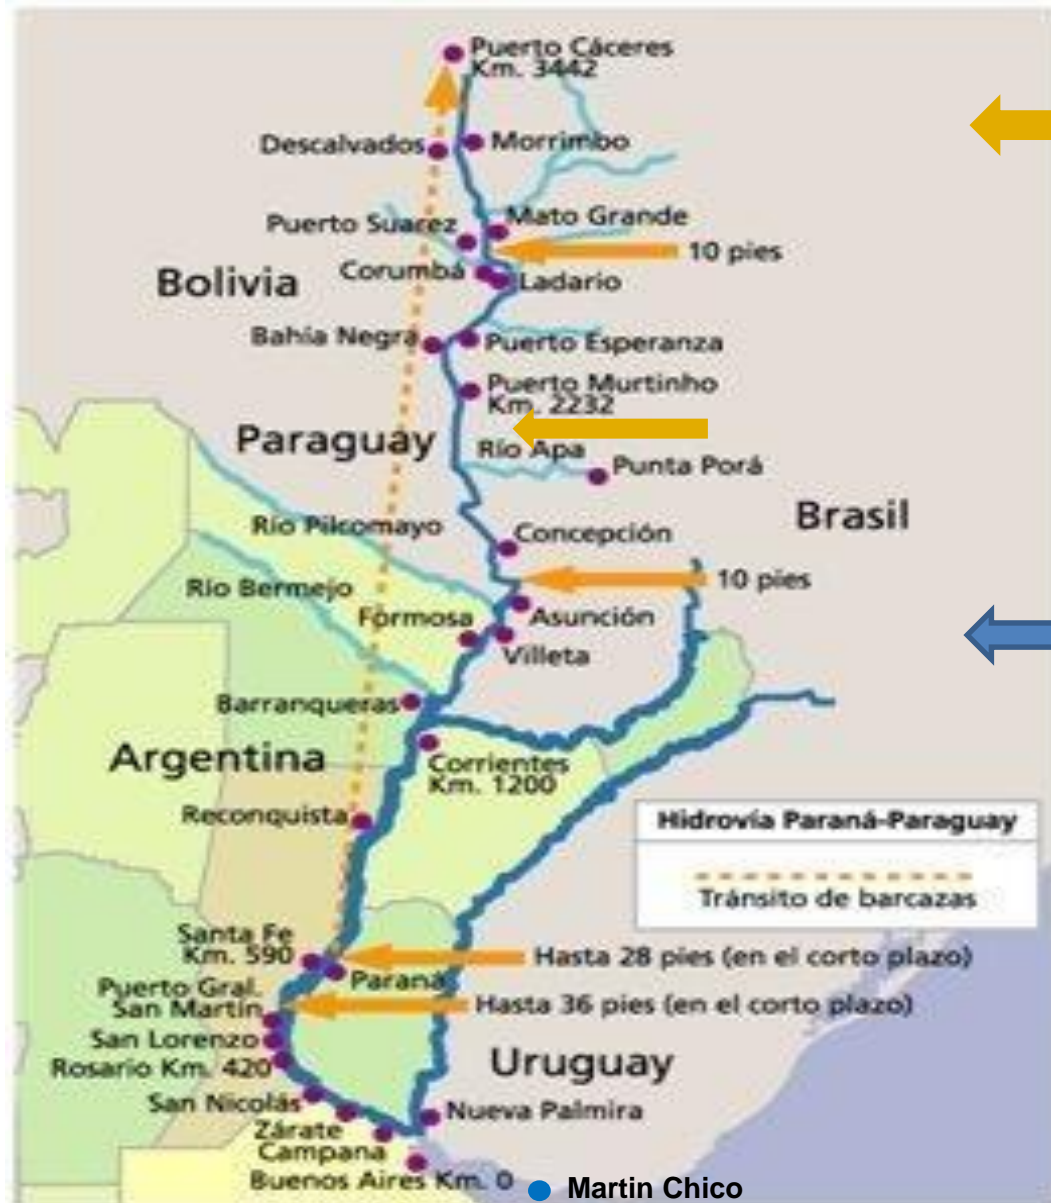 Puerto Cáceres
Km. 3442
Descalvados
Morrimbo
Mato Grande
Puerto Suarez
10 pies
Corumbá
Ladario
Bolivia
Bahía Negra
Puerto Esperanza
Puerto Murtinho
Km. 2232
Paraguay
Río Apa
Punta Porá
Brasil
Río Pilcomayo
Concepción
10 pies
Río Bermejo
Formosa
Asunción
Villeta
Barranqueras
Argentina
Corrientes
Km. 1200
Reconquista
Hidrovía Paraná-Paraguay
Tránsito de barcazas
Santa Fe
Km. 590
Hasta 28 pies (en el corto plazo)
Paraná
Puerto Gral.
San Martín
Hasta 36 pies (en el corto plazo)
San Lorenzo
Rosario Km. 420
Uruguay
San Nicolás
Nueva Palmira
Zárate
Campana
Buenos Aires Km. 0
Martin Chico